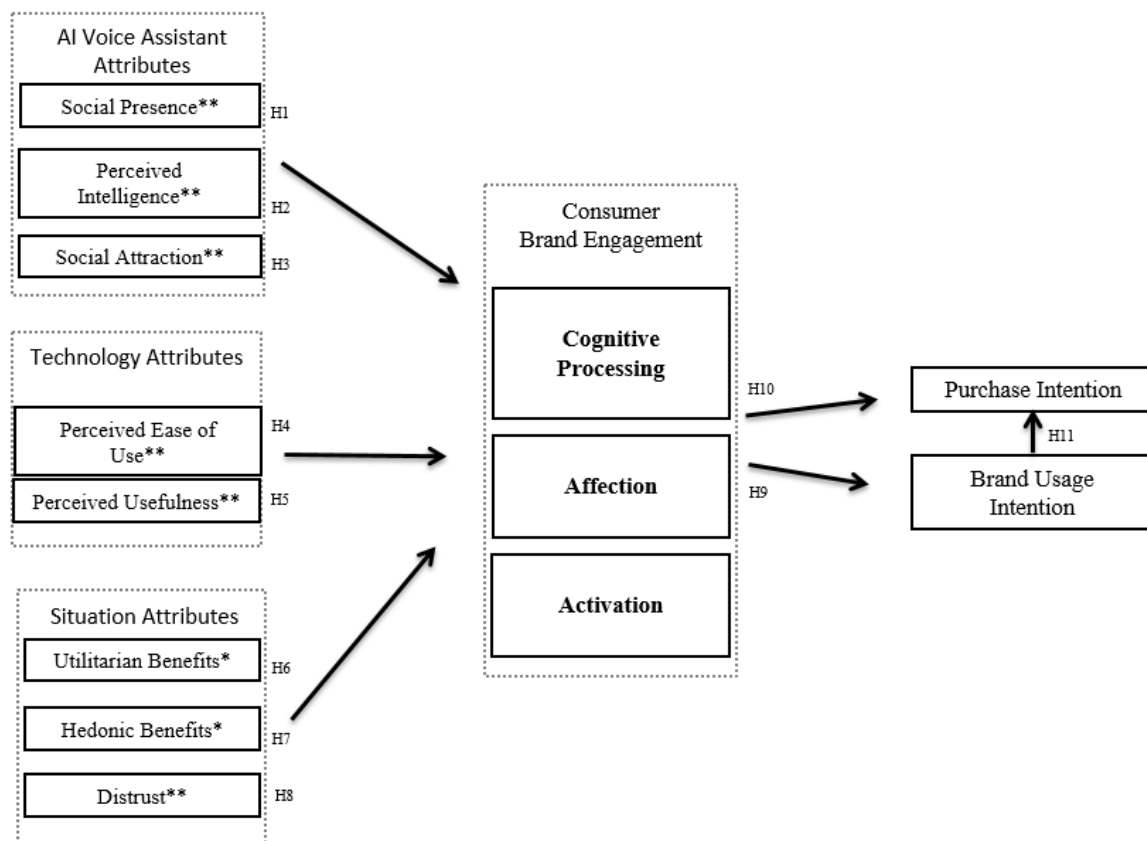 AI Voice Assistant
Attributes
Social Presence**
H1
Perceived
Intelligence**
H2
Social Attraction**
H3
Technology Attributes
Perceived Ease of
Use**
H4
Perceived Usefulness**
H5
Situation Attributes
Utilitarian Benefits*
H6
Hedonic Benefits*
H7
Distrust**
H8
Consumer
Brand Engagement
Cognitive
Processing
Affection
Activation
H10
H9
Purchase Intention
H11
Brand Usage
Intention